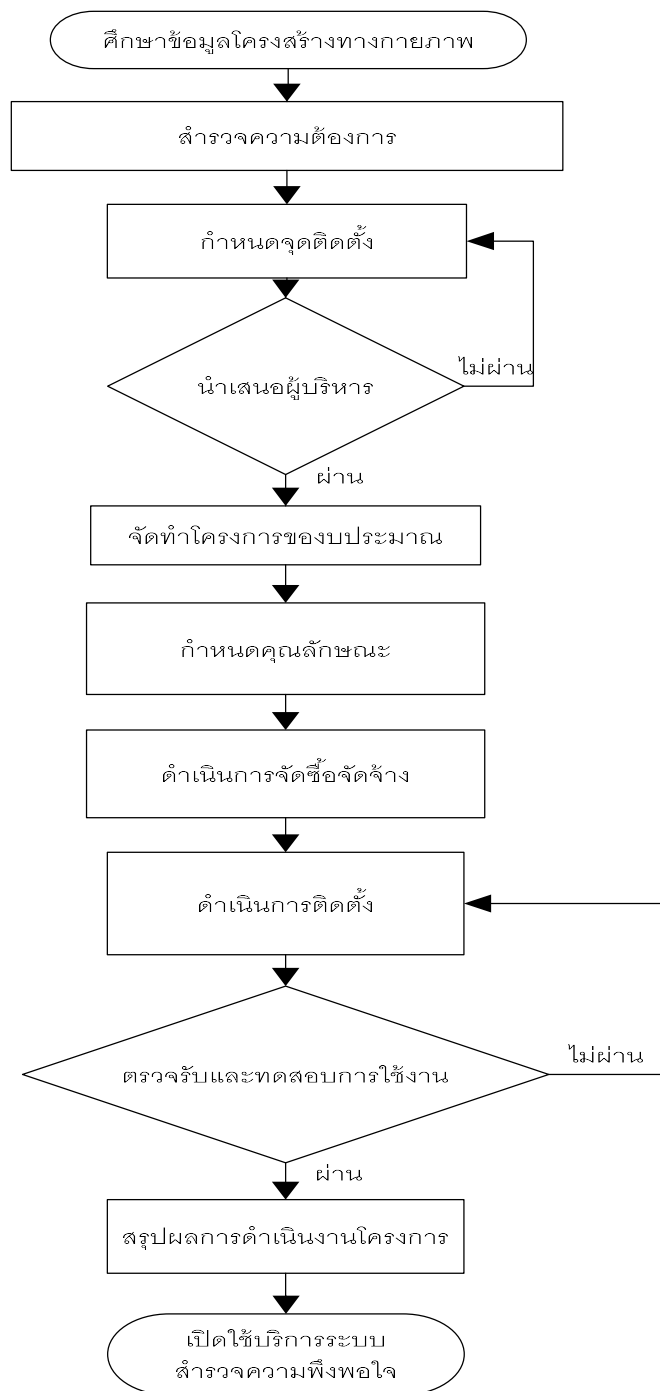 ศึกษาข้อมูลโครงสร้างทางกายภาพ
สำรวจความต้องการ
กำหนดจุดติดตั้ง
ไม่ผ่าน
นำเสนอผู้บริหาร
ผ่าน
จัดทำโครงการของบประมาณ
กำหนดคุณลักษณะ
ดำเนินการจัดซื้อจัดจ้าง
ดำเนินการติดตั้ง
ไม่ผ่าน
ตรวจรับและทดสอบการใช้งาน
ผ่าน
สรุปผลการดำเนินงานโครงการ
เปิดใช้บริการระบบ
สำรวจความพึงพอใจ